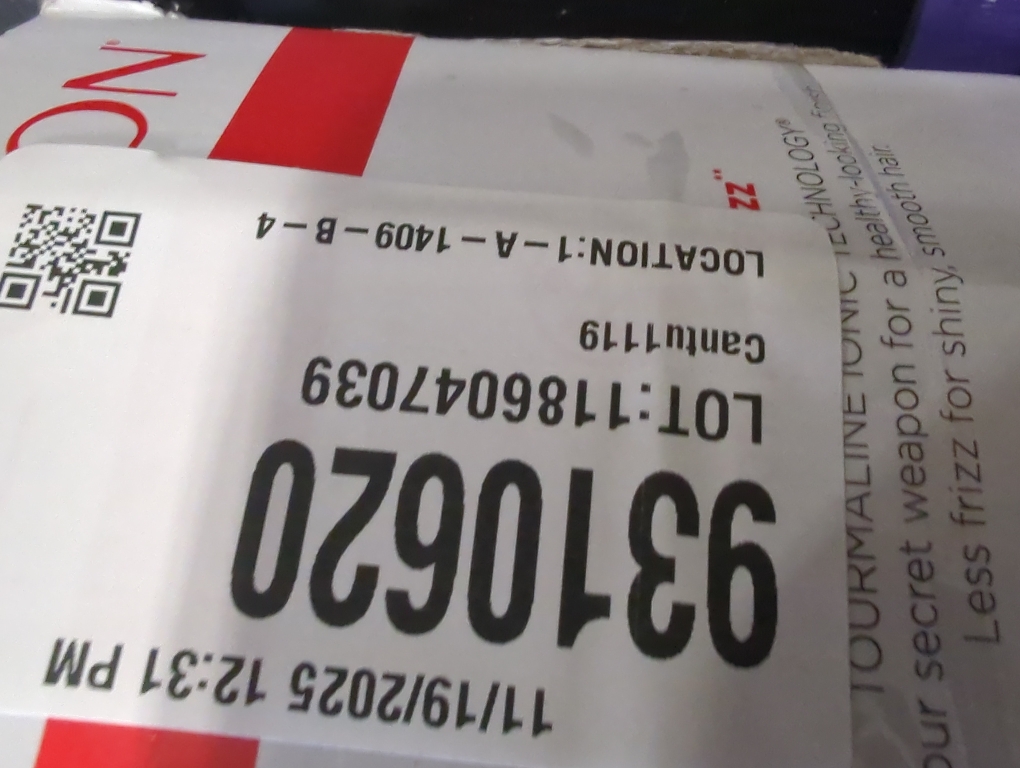 11/19/2025 12:31 PM
9310620
LOT:1186047039
Cantu1119
LOCATION:1-A-1409-B-4
TOURMALINE IONIC TECHNOLOGY®
our secret weapon for a healthy-looking finish
Less frizz for shiny, smooth hair.